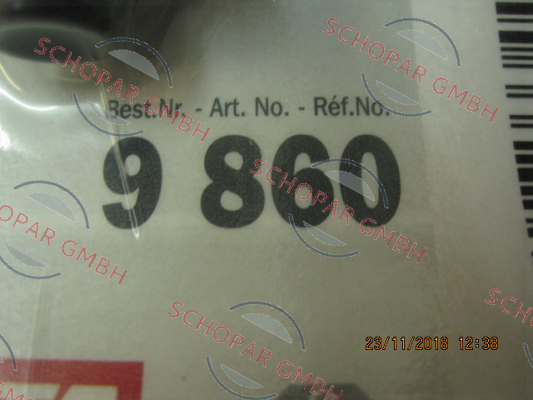 SCHOPAR GMBH
SCHOPAR GMBH
Best.Nr. - Art. No. - Réf.No.
9 860
SCHOPAR GMBH
SCHOPAR GMBH
SCHOPAR GMBH
SCHOPAR GMBH
23/11/2018 12:38